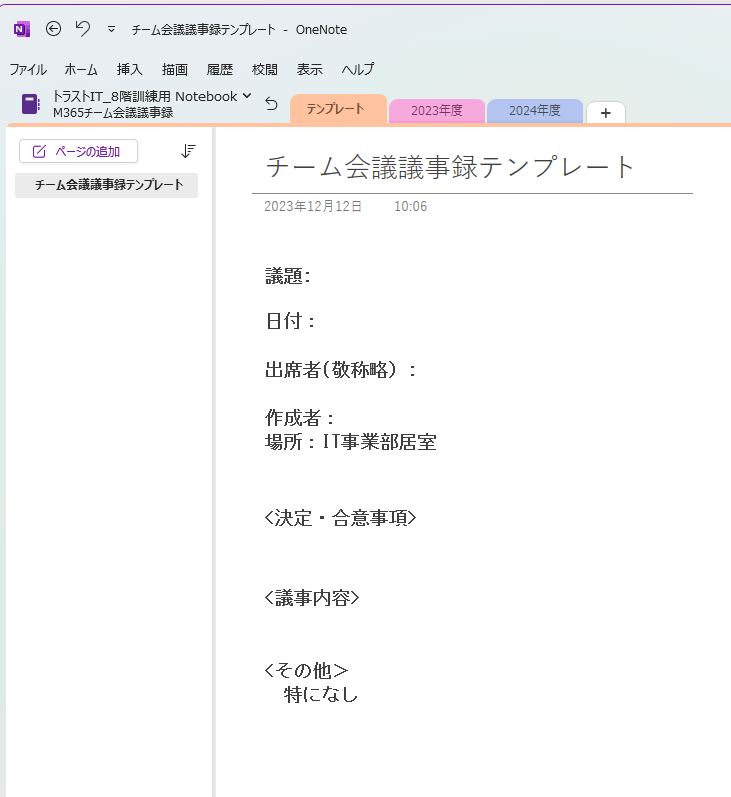 チーム会議議事録テンプレート - OneNote
ファイル ホーム 挿入 描画 履歴 校閲 表示 ヘルプ
トラストIT_8階訓練用 Notebook
M365チーム会議議事録
テンプレート 2023年度 2024年度 +
ページの追加
チーム会議議事録テンプレート
チーム会議議事録テンプレート
2023年12月12日 10:06
議題:
日付:
出席者(敬称略) :
作成者:
場所:IT事業部居室
<決定・合意事項>
<議事内容>
<その他>
特になし